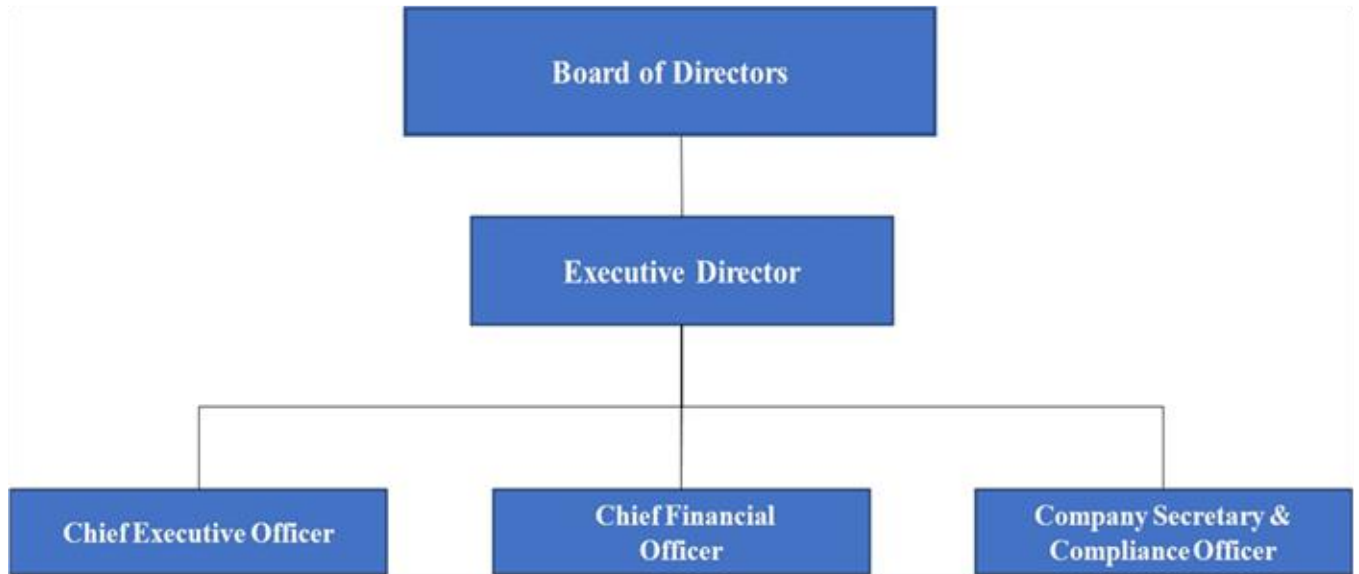 Board of Directors
Executive Director
Chief Executive Officer
Chief Financial
Officer
Company Secretary &
Compliance Officer